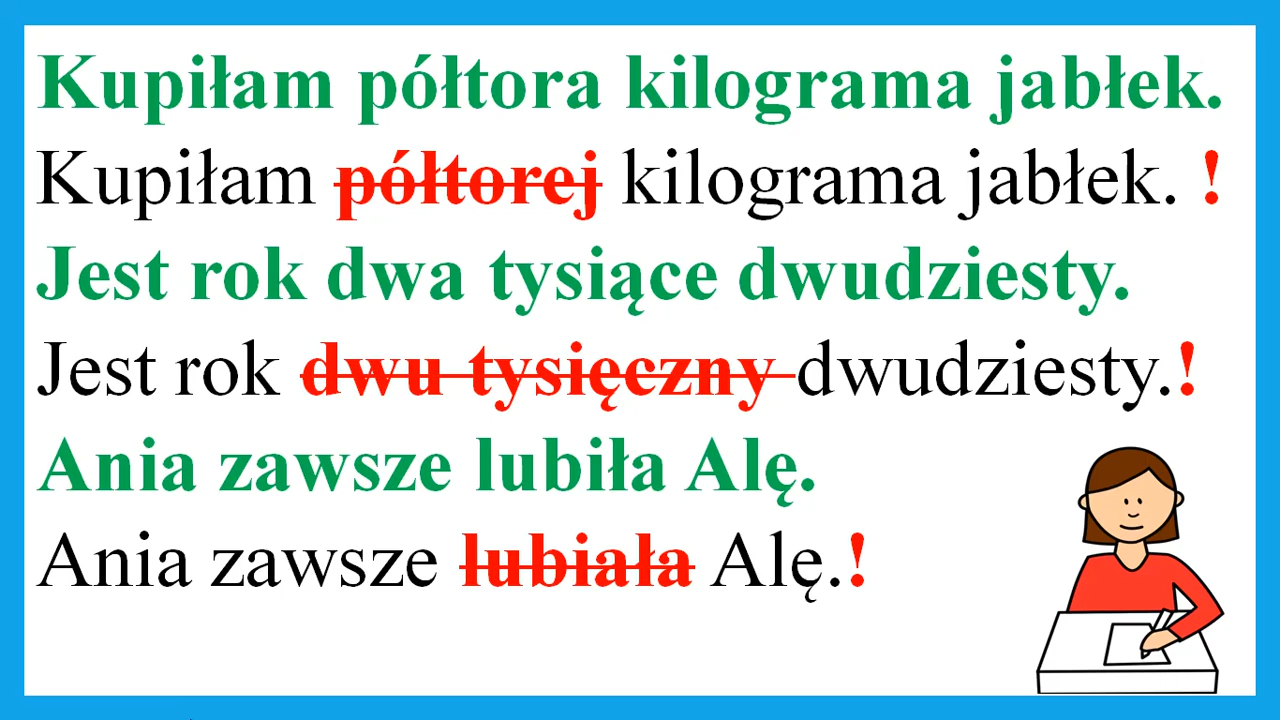 Kupiłam półtora kilograma jabłek.
Kupiłam półtorej kilograma jabłek. !
Jest rok dwa tysiące dwudziesty.
Jest rok dwu tysięczny dwudziesty.!
Ania zawsze lubiła Alę.
Ania zawsze lubiała Alę.!